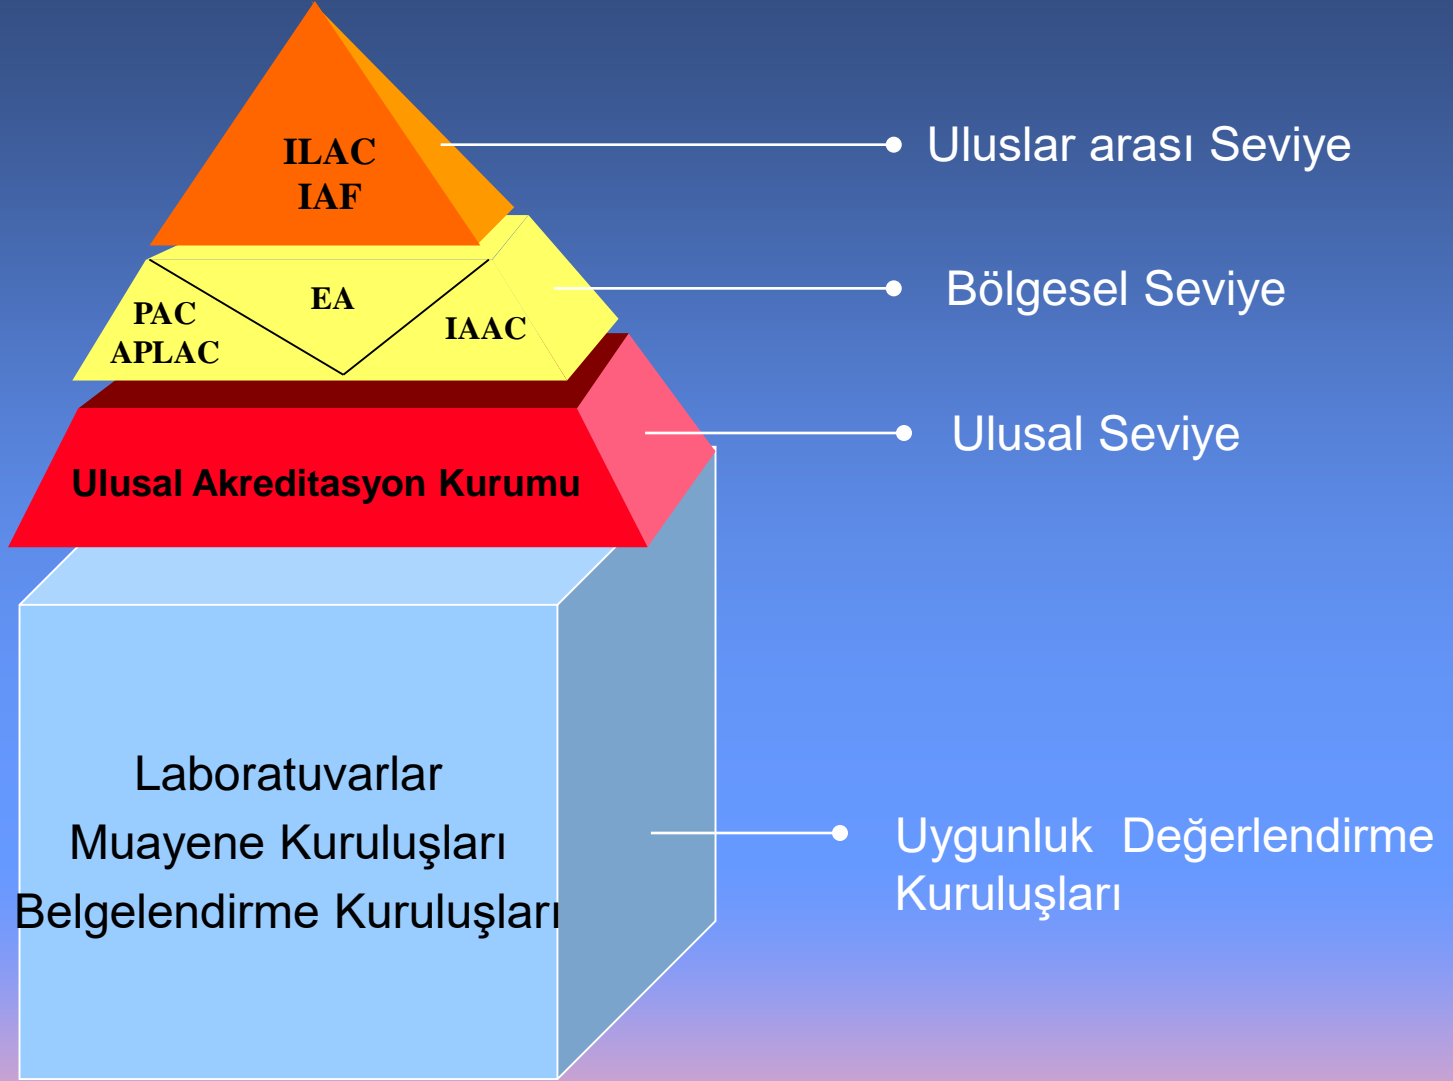 ILAC
IAF
Uluslar arası Seviye
PAC
APLAC
EA
IAAC
Bölgesel Seviye
Ulusal Akreditasyon Kurumu
Ulusal Seviye
Laboratuvarlar
Muayene Kuruluşları
Belgelendirme Kuruluşları
Uygunluk Değerlendirme
Kuruluşları